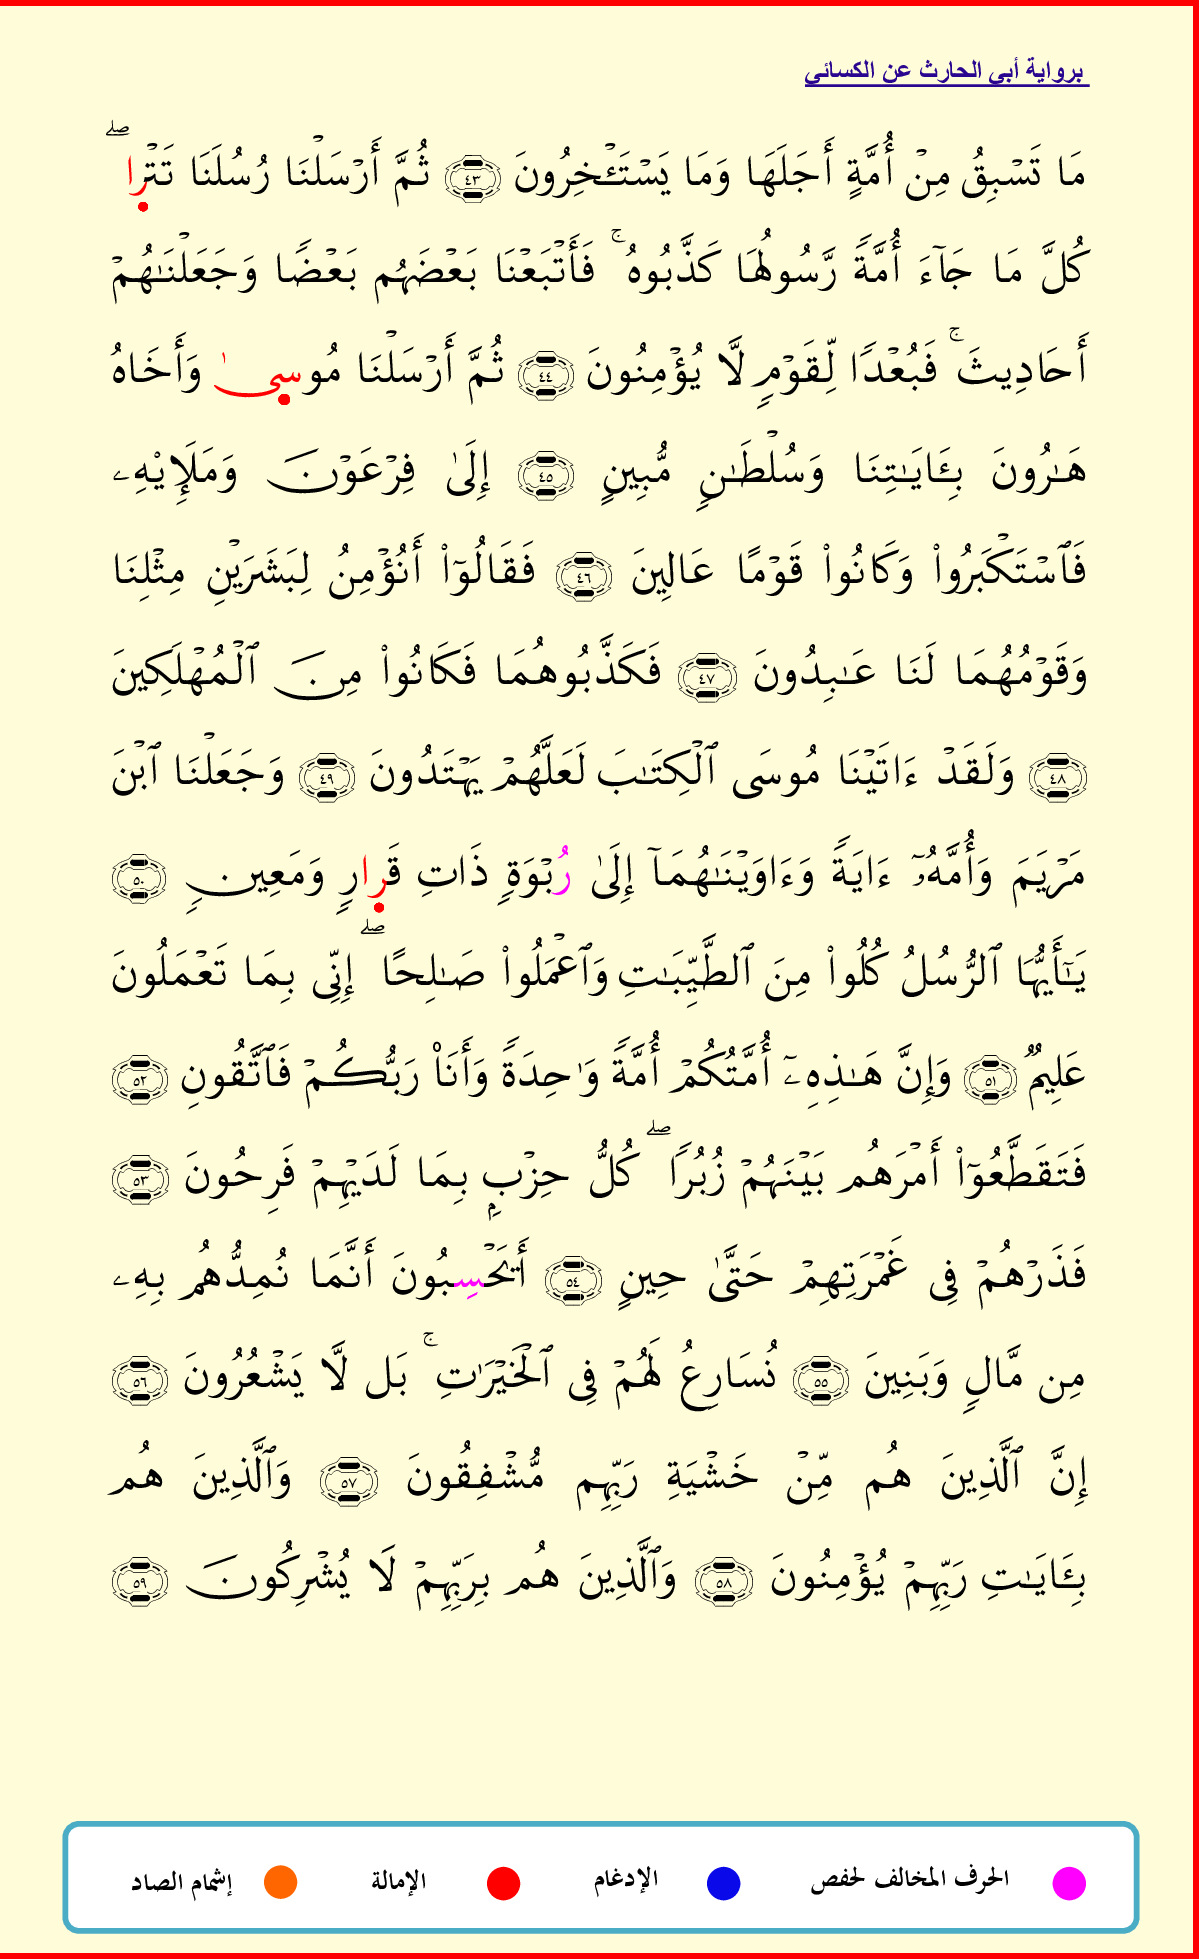 برواية أبي الحارث عن الكسائي
مَا تَسْبِقُ مِنْ أُمَّةٍ أَجَلَهَا وَمَا يَسْتَـْٔخِرُونَ ٤٣ ثُمَّ أَرْسَلْنَا رُسُلَنَا تَتْرا ۖ
كُلَّ مَا جَآءَ أُمَّةً رَّسُولُهَا كَذَّبُوهُ ۚ فَأَتْبَعْنَا بَعْضَهُم بَعْضًا وَجَعَلْنَـٰهُمْ
أَحَادِيثَ ۚ فَبُعْدًا لِّقَوْمٍ لَّا يُؤْمِنُونَ ٤٤ ثُمَّ أَرْسَلْنَا مُوسىٰ وَأَخَاهُ
هَـٰرُونَ بِـَٔايَـٰتِنَا وَسُلْطَـٰنٍ مُّبِينٍ ٤٥ إِلَىٰ فِرْعَوْنَ وَمَلَإِيْهِۦ
فَٱسْتَكْبَرُوا۟ وَكَانُوا۟ قَوْمًا عَالِينَ ٤٦ فَقَالُوٓا۟ أَنُؤْمِنُ لِبَشَرَيْنِ مِثْلِنَا
وَقَوْمُهُمَا لَنَا عَـٰبِدُونَ ٤٧ فَكَذَّبُوهُمَا فَكَانُوا۟ مِنَ ٱلْمُهْلَكِينَ
٤٨ وَلَقَدْ ءَاتَيْنَا مُوسَى ٱلْكِتَـٰبَ لَعَلَّهُمْ يَهْتَدُونَ ٤٩ وَجَعَلْنَا ٱبْنَ
مَرْيَمَ وَأُمَّهُۥٓ ءَايَةً وَءَاوَيْنَـٰهُمَآ إِلَىٰ رُبْوَةٍ ذَاتِ قَرارٍ وَمَعِينٍ ٥٠
يَـٰٓأَيُّهَا ٱلرُّسُلُ كُلُوا۟ مِنَ ٱلطَّيِّبَـٰتِ وَٱعْمَلُوا۟ صَـٰلِحًا ۖ إِنِّى بِمَا تَعْمَلُونَ
عَلِيمٌ ٥١ وَإِنَّ هَـٰذِهِۦٓ أُمَّتُكُمْ أُمَّةً وَٰحِدَةً وَأَنَا۠ رَبُّكُمْ فَٱتَّقُونِ ٥٢
فَتَقَطَّعُوٓا۟ أَمْرَهُم بَيْنَهُمْ زُبُرًا ۖ كُلُّ حِزْبٍۭ بِمَا لَدَيْهِمْ فَرِحُونَ ٥٣
فَذَرْهُمْ فِى غَمْرَتِهِمْ حَتَّىٰ حِينٍ ٥٤ أَيَحْسِبُونَ أَنَّمَا نُمِدُّهُم بِهِۦ
مِن مَّالٍ وَبَنِينَ ٥٥ نُسَارِعُ لَهُمْ فِى ٱلْخَيْرَٰتِ ۚ بَل لَّا يَشْعُرُونَ ٥٦
إِنَّ ٱلَّذِينَ هُم مِّنْ خَشْيَةِ رَبِّهِم مُّشْفِقُونَ ٥٧ وَٱلَّذِينَ هُم
بِـَٔايَـٰتِ رَبِّهِمْ يُؤْمِنُونَ ٥٨ وَٱلَّذِينَ هُم بِرَبِّهِمْ لَا يُشْرِكُونَ ٥٩
الحرف المخالف لحفص الإدغام الإمالة إشمام الصاد